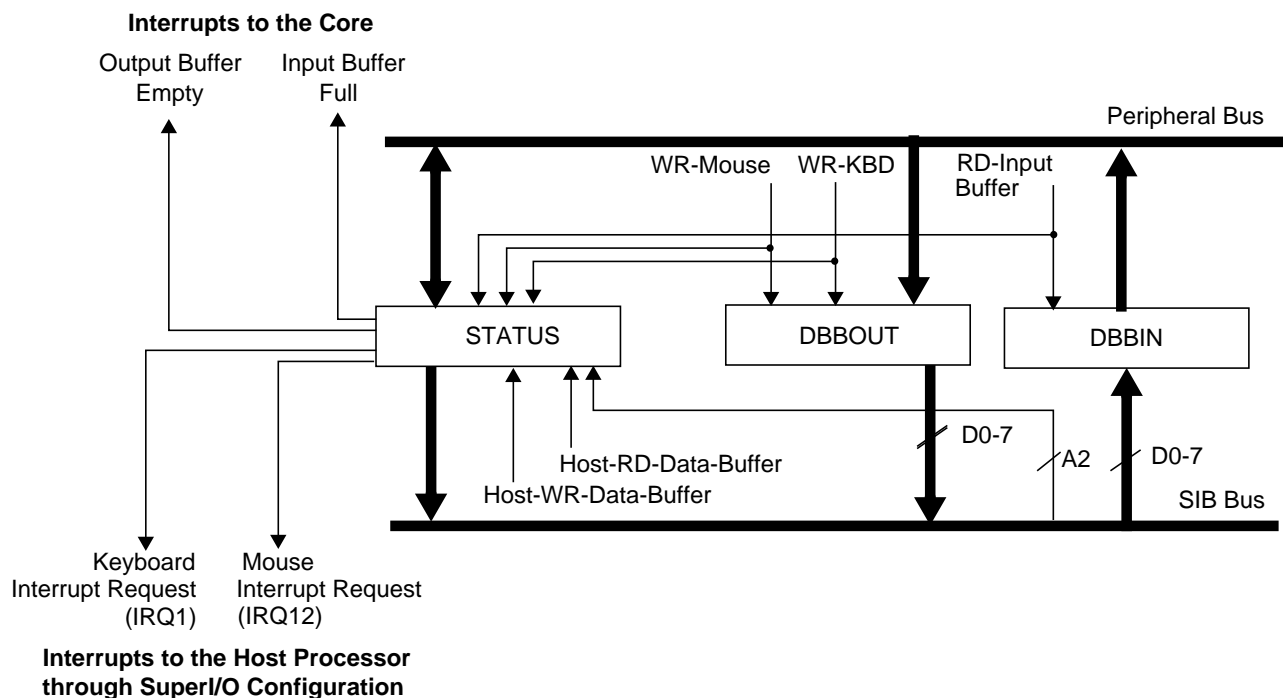 Interrupts to the Core
Output Buffer
Empty
Input Buffer
Full
Peripheral Bus
WR-Mouse
WR-KBD
RD-Input
Buffer
STATUS
DBBOUT
DBBIN
D0-7
A2
D0-7
Host-RD-Data-Buffer
Host-WR-Data-Buffer
SIB Bus
Keyboard
Interrupt Request
(IRQ1)
Mouse
Interrupt Request
(IRQ12)
Interrupts to the Host Processor
through SuperI/O Configuration